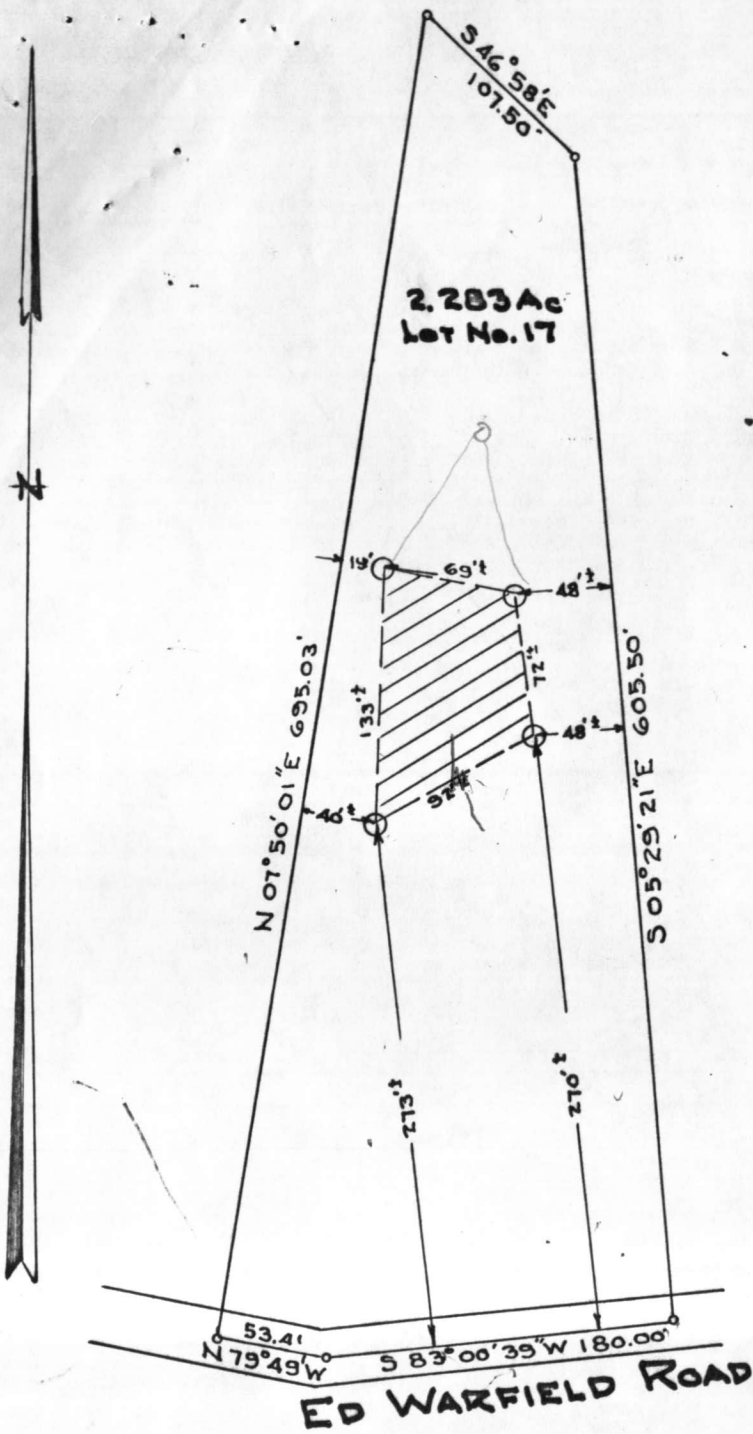 S 46° 58' E
107.50'
2.283 Ac
Lot No. 17
N
69'±
48'±
N 07° 50' 01" E 695.03'
133'±
72'±
S 05° 29' 21" E 605.50'
48'±
40'±
273'±
270'±
53.41
N 79° 49' W
S 83° 00' 39" W 180.00'
ED WARFIELD ROAD